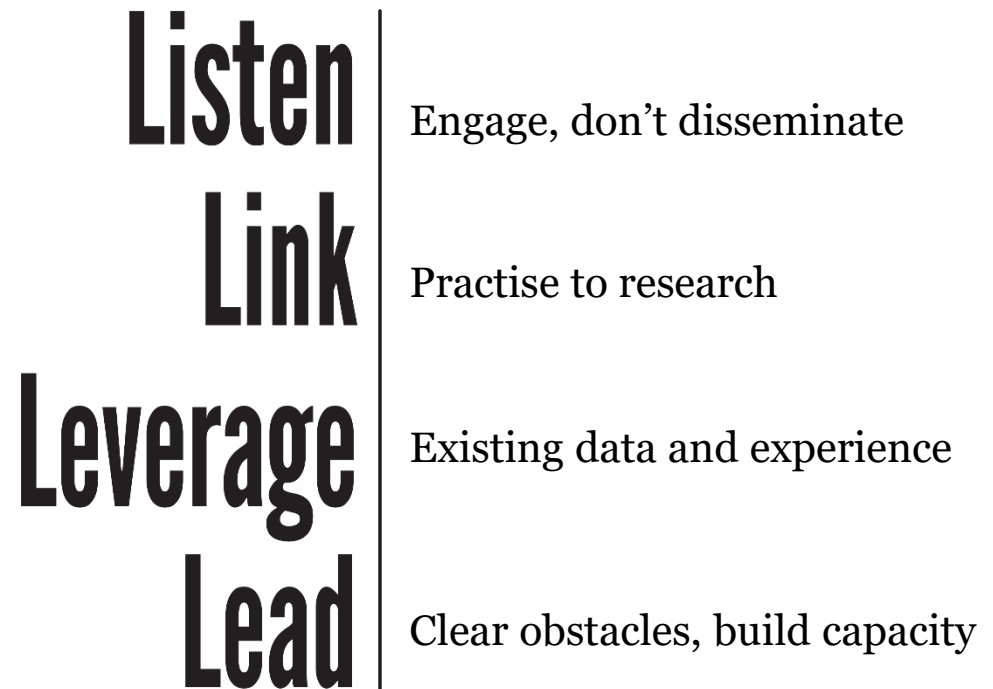 Listen
Engage, don’t disseminate
Link
Practise to research
Leverage
Existing data and experience
Lead
Clear obstacles, build capacity